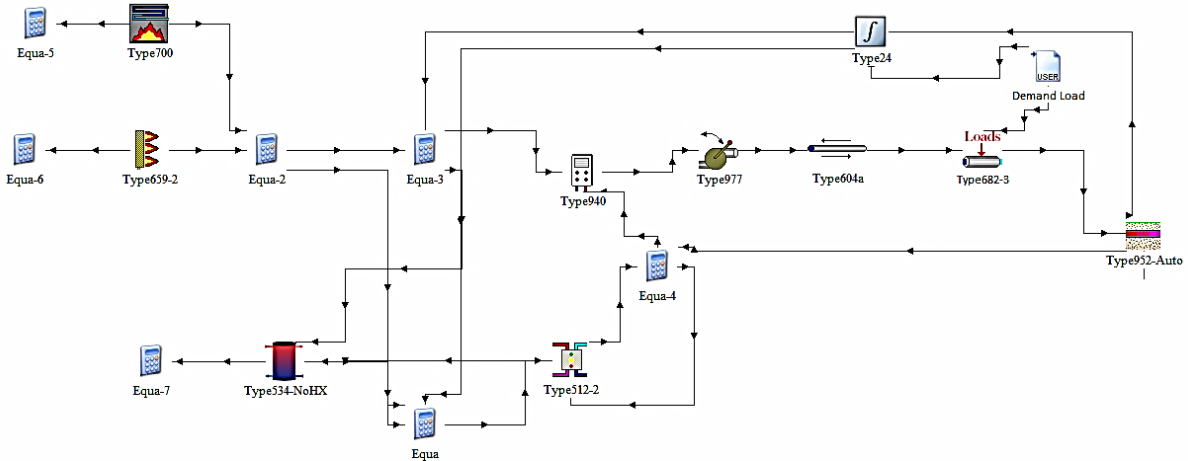 Equa-5
Type700
Type24
USER
Demand Load
Equa-6
Type659-2
Equa-2
Equa-3
Type940
Type977
Type604a
Loads
Type682-3
Type952-Auto
Equa-4
Equa-7
Type534-NoHX
Type512-2
Equa